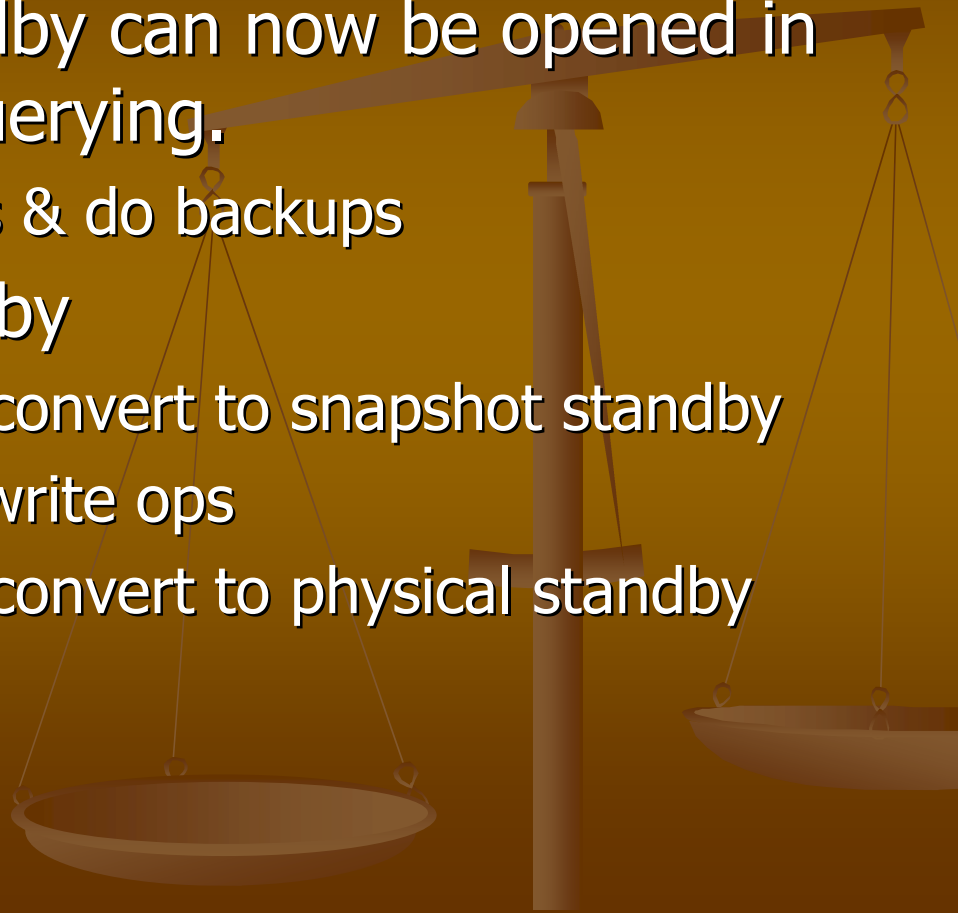 dby can now be opened in
uerying.
s & do backups
by
convert to snapshot standby
write ops
convert to physical standby